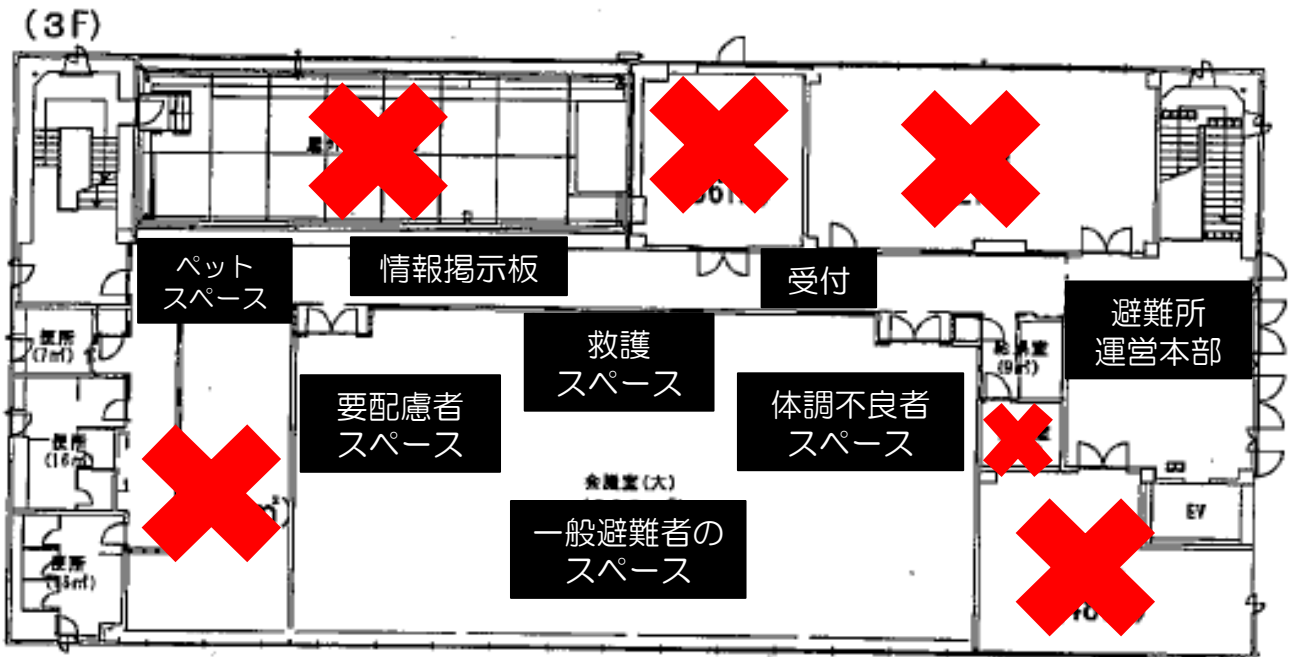 (3F)
ペット
スペース
情報掲示板
受付
避難所
運営本部
便所
(7㎡)
救護
スペース
(9㎡)
要配慮者
スペース
体調不良者
スペース
便所
(16㎡)
会議室(大)
一般避難者の
スペース
EV
便所